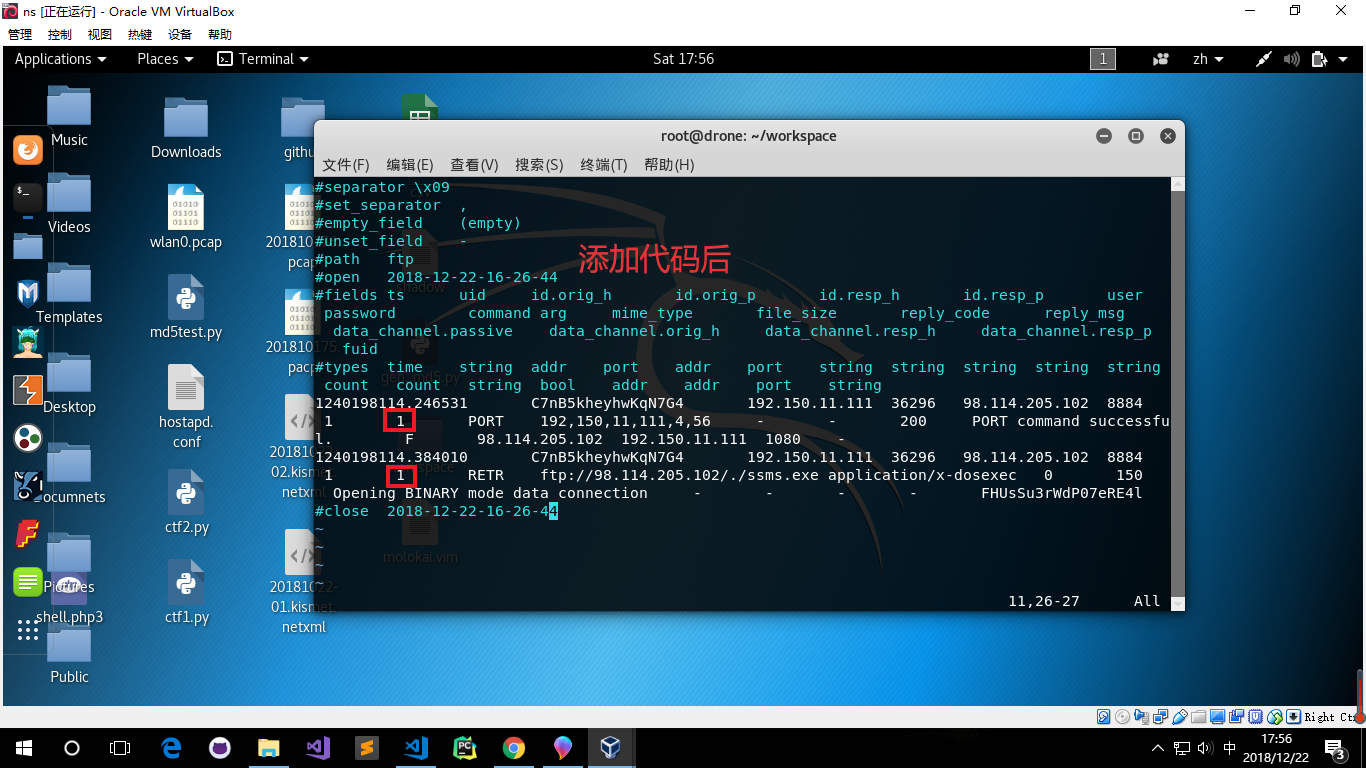 ns [正在运行] - Oracle VM VirtualBox
管理 控制 视图 热键 设备 帮助
Applications Places Terminal Sat 17:56 1 zh
Music
Downloads
githu
Videos
wlan0.pcap
201810
pcap
Templates
md5test.py
201810175.
pacp
Desktop
hostapd.
conf
201810
02.kismet
netxml
Documnets
ctf2.py
Pictures
shell.php3
ctf1.py
20181022-
01.kismet.
netxml
Public
root@drone: ~/workspace
文件(F) 编辑(E) 查看(V) 搜索(S) 终端(T) 帮助(H)
#separator \x09
#set_separator ,
#empty_field (empty)
#unset_field -
添加代码后
#path ftp
#open 2018-12-22-16-26-44
#fields ts uid id.orig_h id.orig_p id.resp_h id.resp_p user
password command arg mime_type file_size reply_code reply_msg
data_channel.passive data_channel.orig_h data_channel.resp_h data_channel.resp_p
fuid
#types time string addr port addr port string string string string string
count count string bool addr addr port string
1240198114.246531 C7nB5kheyhwKqN7G4 192.150.11.111 36296 98.114.205.102 8884
1 1 PORT 192,150,11,111,4,56 - - 200 PORT command successfu
l. F 98.114.205.102 192.150.11.111 1080 -
1240198114.384010 C7nB5kheyhwKqN7G4 192.150.11.111 36296 98.114.205.102 8884
1 1 RETR ftp://98.114.205.102/./ssms.exe application/x-dosexec 0 150
Opening BINARY mode data connection - - - - FHUsSu3rWdP07eRE4l
#close 2018-12-22-16-26-44
~
~
~
~
molokai.vim
11,26-27 All
Right Ctr
中
17:56
2018/12/22
3